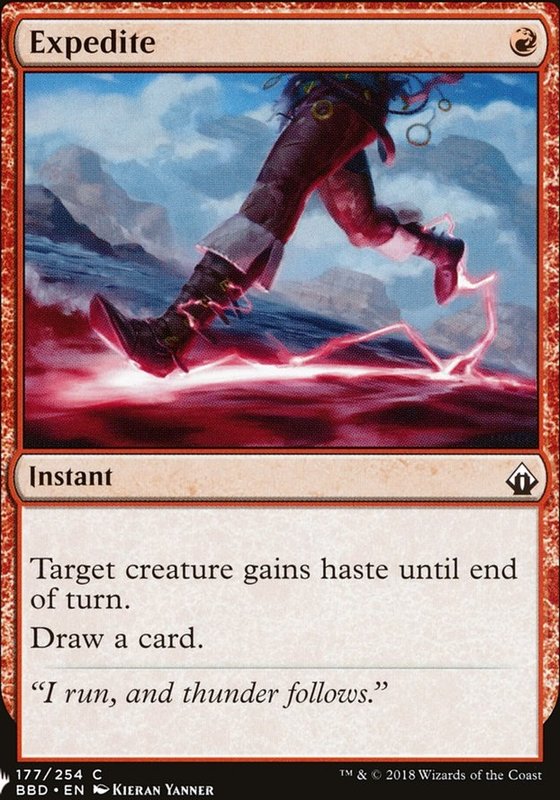 Expedite
Instant
Target creature gains haste until end
of turn.
Draw a card.
“I run, and thunder follows.”
177/254 C
BBD • EN Kieran Yanner
™ & © 2018 Wizards of the Coast